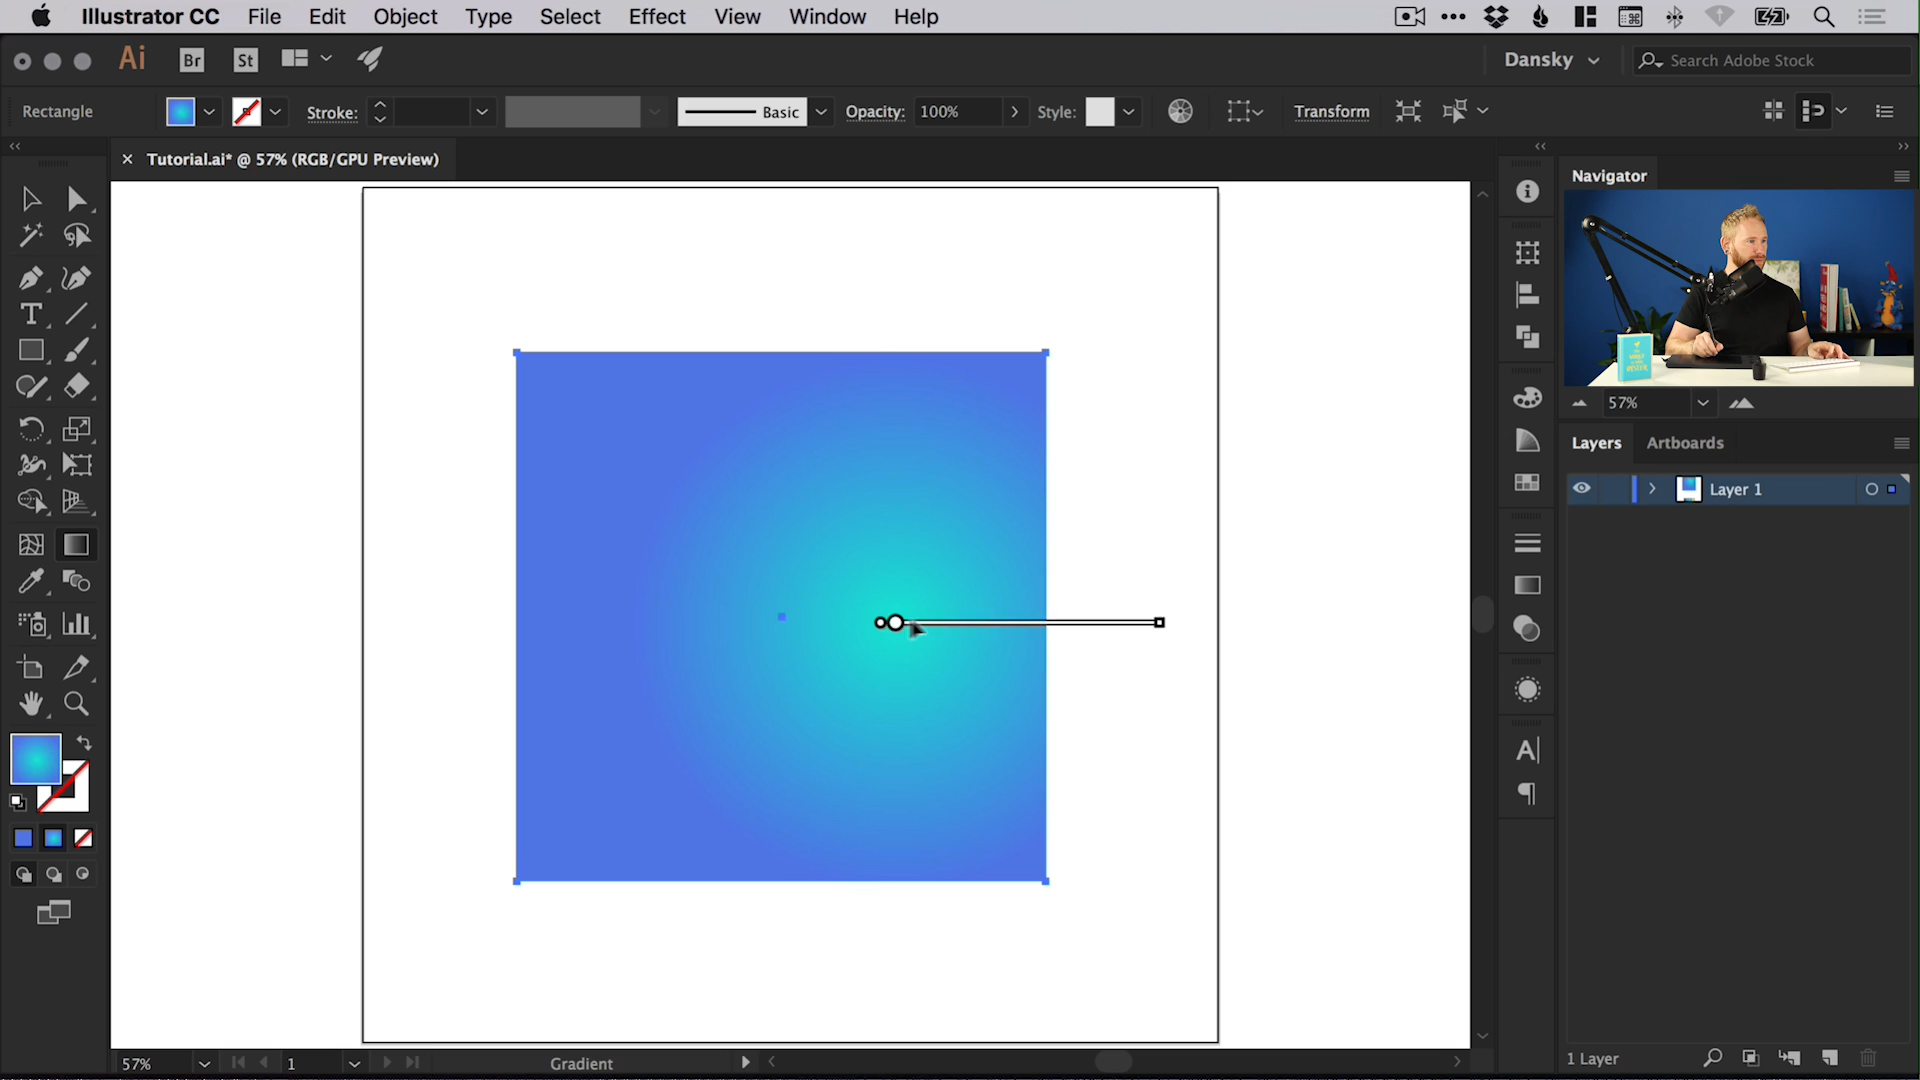 Illustrator CC File Edit Object Type Select Effect View Window Help
Ai Br St Dansky Search Adobe Stock
Rectangle Stroke: Basic Opacity: 100% Style: Transform
Tutorial.ai* @ 57% (RGB/GPU Preview)
Navigator
57%
Layers Artboards
Layer 1
57% 1 Gradient
1 Layer